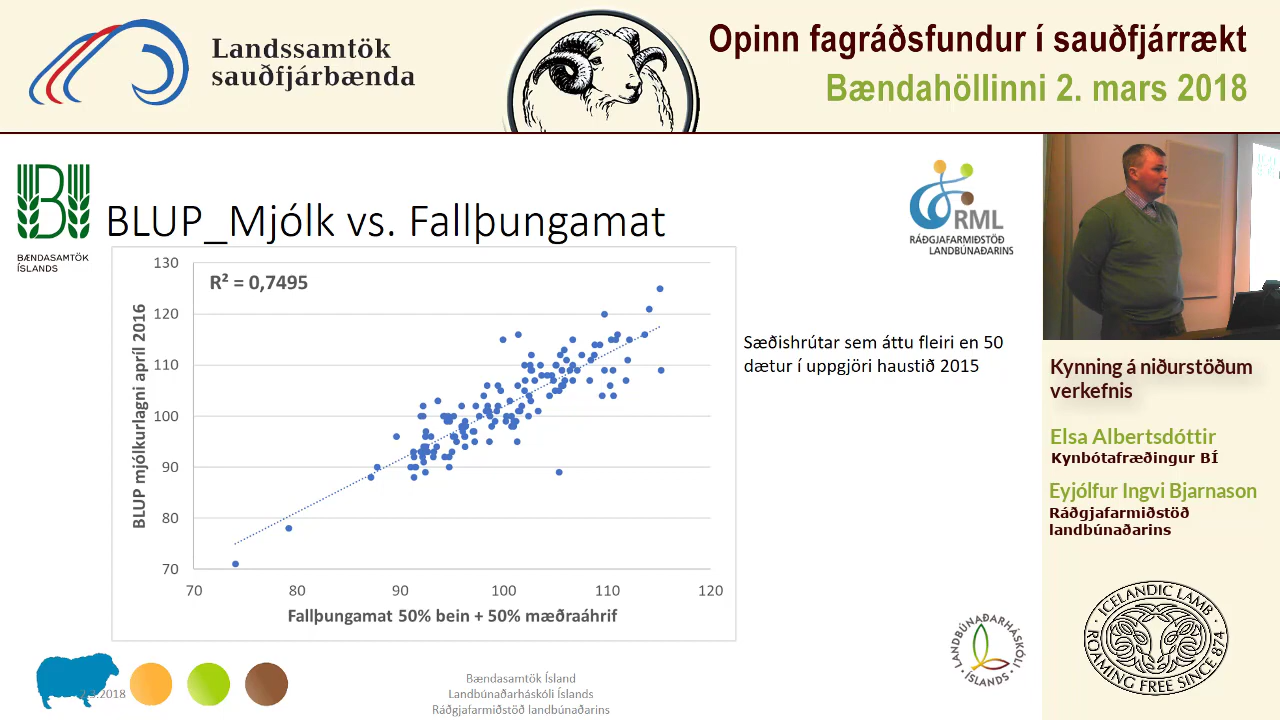 Landssamtök
sauðfjárbænda
Opinn fagráðsfundur í sauðfjárrækt
Bændahöllinni 2. mars 2018
BÆNDASAMTÖK
ÍSLANDS
BLUP_Mjólk vs. Fallþungamat
RML
RÁÐGJAFARMIÐSTÖÐ
LANDBÚNAÐARINS
R² = 0,7495
BLUP mjólkurlagni apríl 2016
130
120
110
100
90
80
70
70 80 90 100 110 120
Fallþungamat 50% bein + 50% mæðraáhrif
Sæðishrútar sem áttu fleiri en 50
dætur í uppgjöri haustið 2015
Kynning á niðurstöðum
verkefnis
Elsa Albertsdóttir
Kynbótafræðingur BÍ
Eyjólfur Ingvi Bjarnason
Ráðgjafarmiðstöð
landbúnaðarins
ICELANDIC LAMB
ROAMING FREE SINCE 874
LANDBÚNAÐARHÁSKÓLI
ÍSLANDS
2.3.2018
Bændasamtök Ísland
Landbúnaðarháskóli Íslands
Ráðgjafarmiðstöð landbúnaðarins